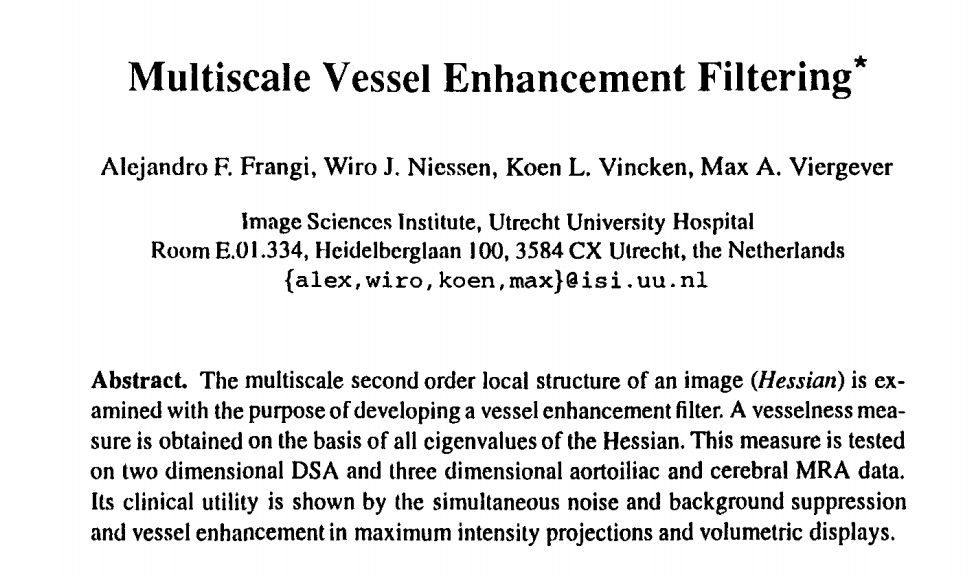 Multiscale Vessel Enhancement Filtering*
Alejandro F. Frangi, Wiro J. Niessen, Koen L. Vincken, Max A. Viergever
Image Sciences Institute, Utrecht University Hospital
Room E.01.334, Heidelberglaan 100, 3584 CX Utrecht, the Netherlands
{alex,wiro,koen,max}@isi.uu.nl
Abstract. The multiscale second order local structure of an image (Hessian) is ex-
amined with the purpose of developing a vessel enhancement filter. A vesselness mea-
sure is obtained on the basis of all eigenvalues of the Hessian. This measure is tested
on two dimensional DSA and three dimensional aortoiliac and cerebral MRA data.
Its clinical utility is shown by the simultaneous noise and background suppression
and vessel enhancement in maximum intensity projections and volumetric displays.